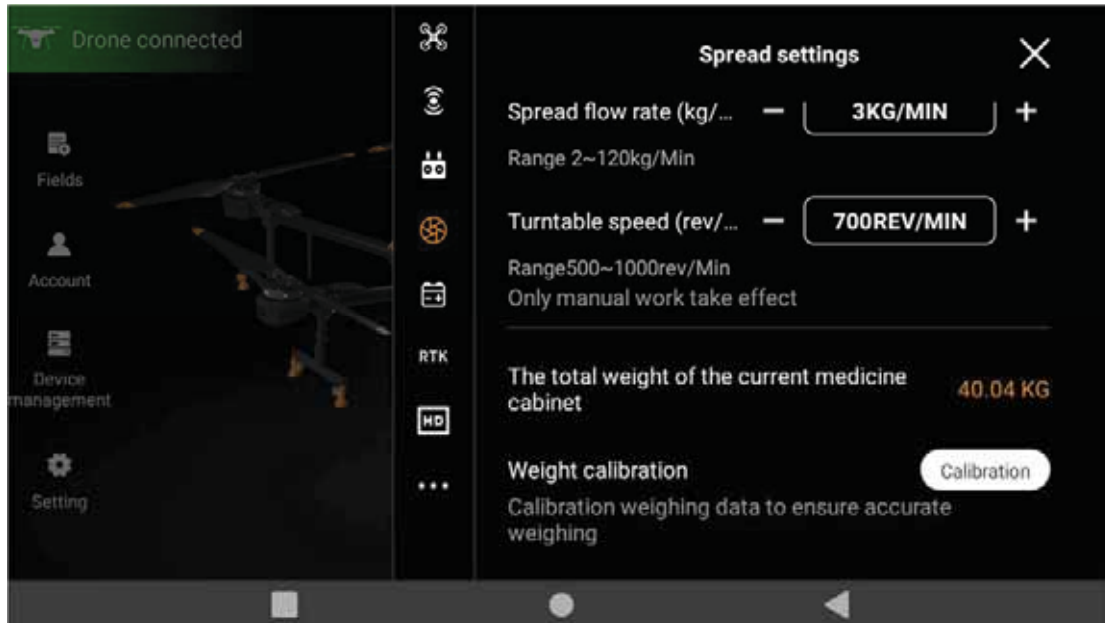 Drone connected
Fields
Account
Device
management
Setting
RTK
HD
Spread settings
Spread flow rate (kg/... − 3KG/MIN +
Range 2~120kg/Min
Turntable speed (rev/... − 700REV/MIN +
Range500~1000rev/Min
Only manual work take effect
The total weight of the current medicine
cabinet
40.04 KG
Weight calibration
Calibration
Calibration weighing data to ensure accurate
weighing